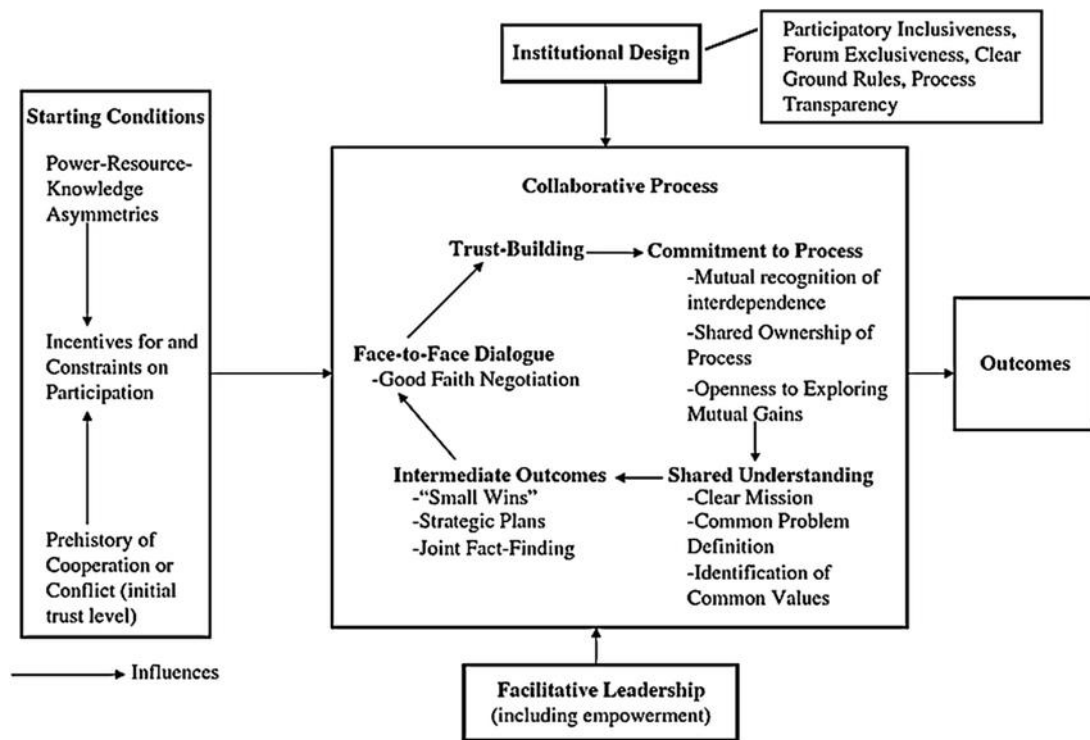 Institutional Design
Participatory Inclusiveness,
Forum Exclusiveness, Clear
Ground Rules, Process
Transparency
Starting Conditions
Power-Resource-
Knowledge
Asymmetries
Incentives for and
Constraints on
Participation
Prehistory of
Cooperation or
Conflict (initial
trust level)
Collaborative Process
Trust-Building
Commitment to Process
-Mutual recognition of
interdependence
-Shared Ownership of
Process
-Openness to Exploring
Mutual Gains
Face-to-Face Dialogue
-Good Faith Negotiation
Intermediate Outcomes
-“Small Wins”
-Strategic Plans
-Joint Fact-Finding
Shared Understanding
-Clear Mission
-Common Problem
Definition
-Identification of
Common Values
Outcomes
Influences
Facilitative Leadership
(including empowerment)